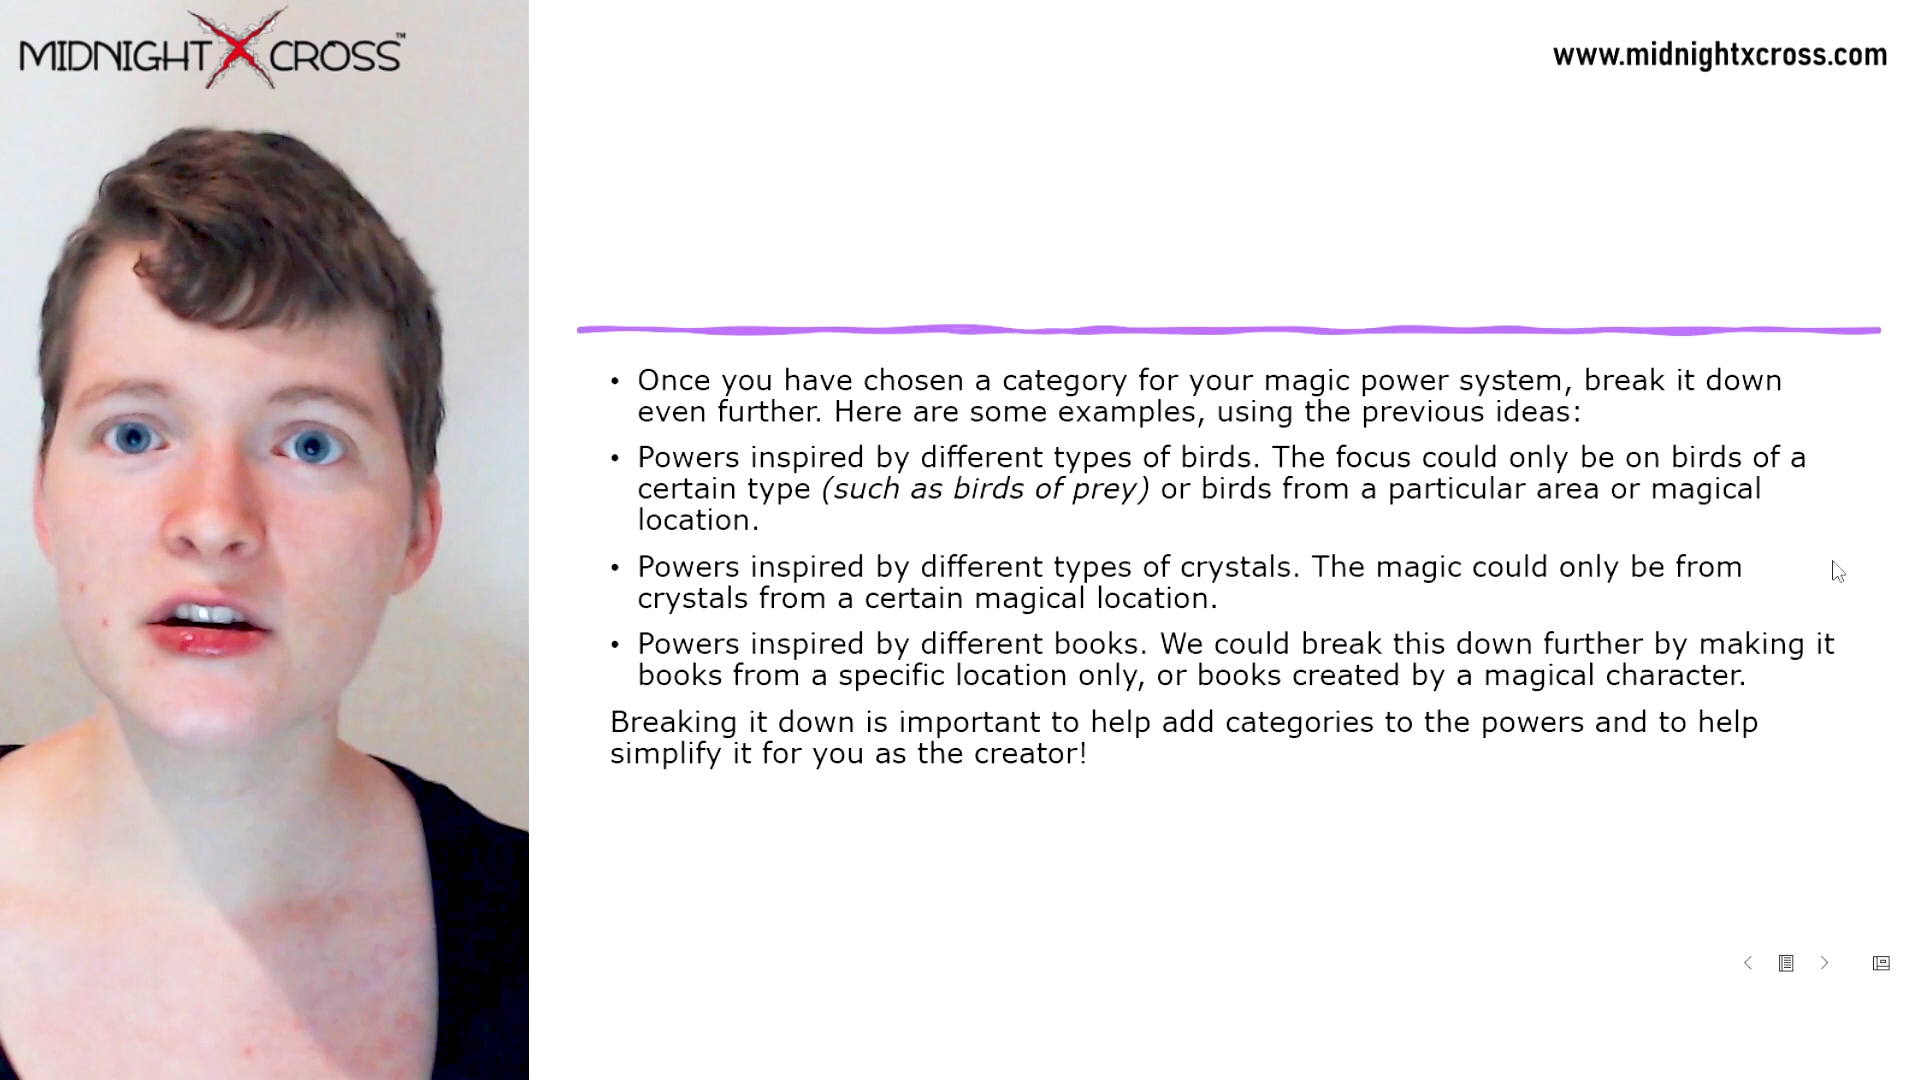 MIDNIGHT X CROSS™
www.midnightxcross.com
• Once you have chosen a category for your magic power system, break it down
even further. Here are some examples, using the previous ideas:
• Powers inspired by different types of birds. The focus could only be on birds of a
certain type (such as birds of prey) or birds from a particular area or magical
location.
• Powers inspired by different types of crystals. The magic could only be from
crystals from a certain magical location.
• Powers inspired by different books. We could break this down further by making it
books from a specific location only, or books created by a magical character.
Breaking it down is important to help add categories to the powers and to help
simplify it for you as the creator!